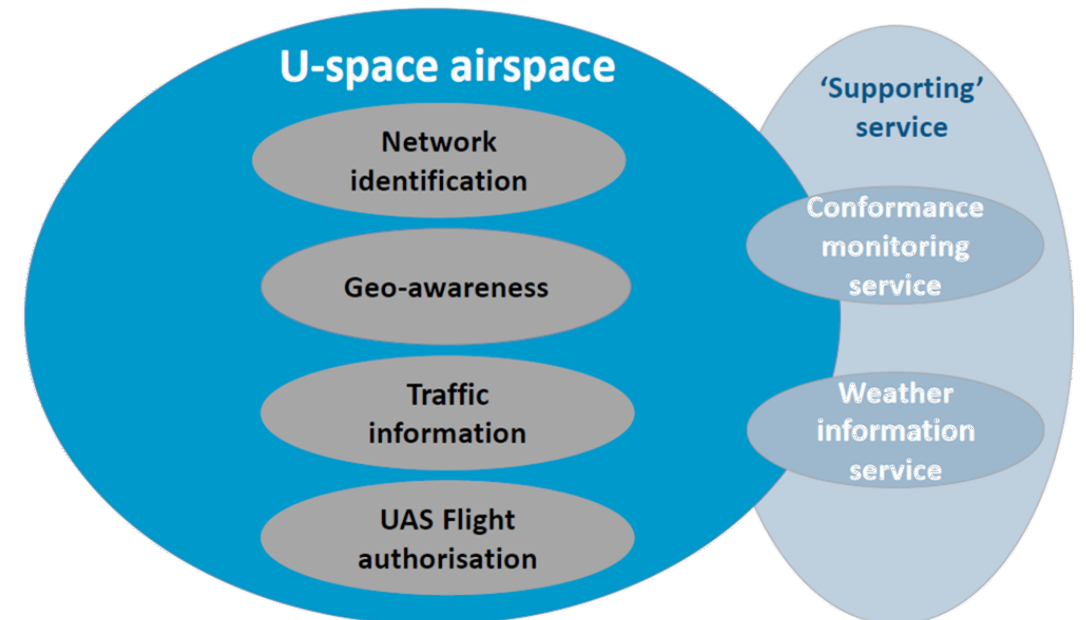 U-space airspace
Network
identification
Geo-awareness
Traffic
information
UAS Flight
authorisation
‘Supporting’
service
Conformance
monitoring
service
Weather
information
service